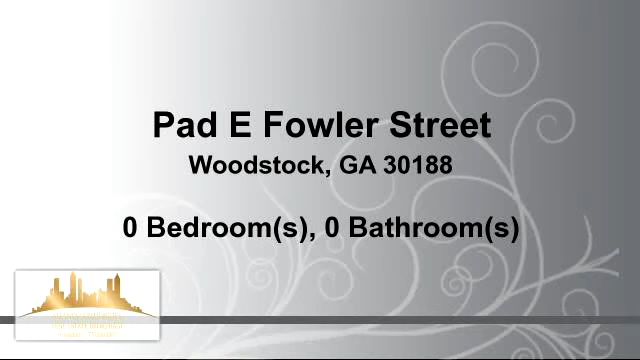 Pad E Fowler Street
Woodstock, GA 30188
0 Bedroom(s), 0 Bathroom(s)